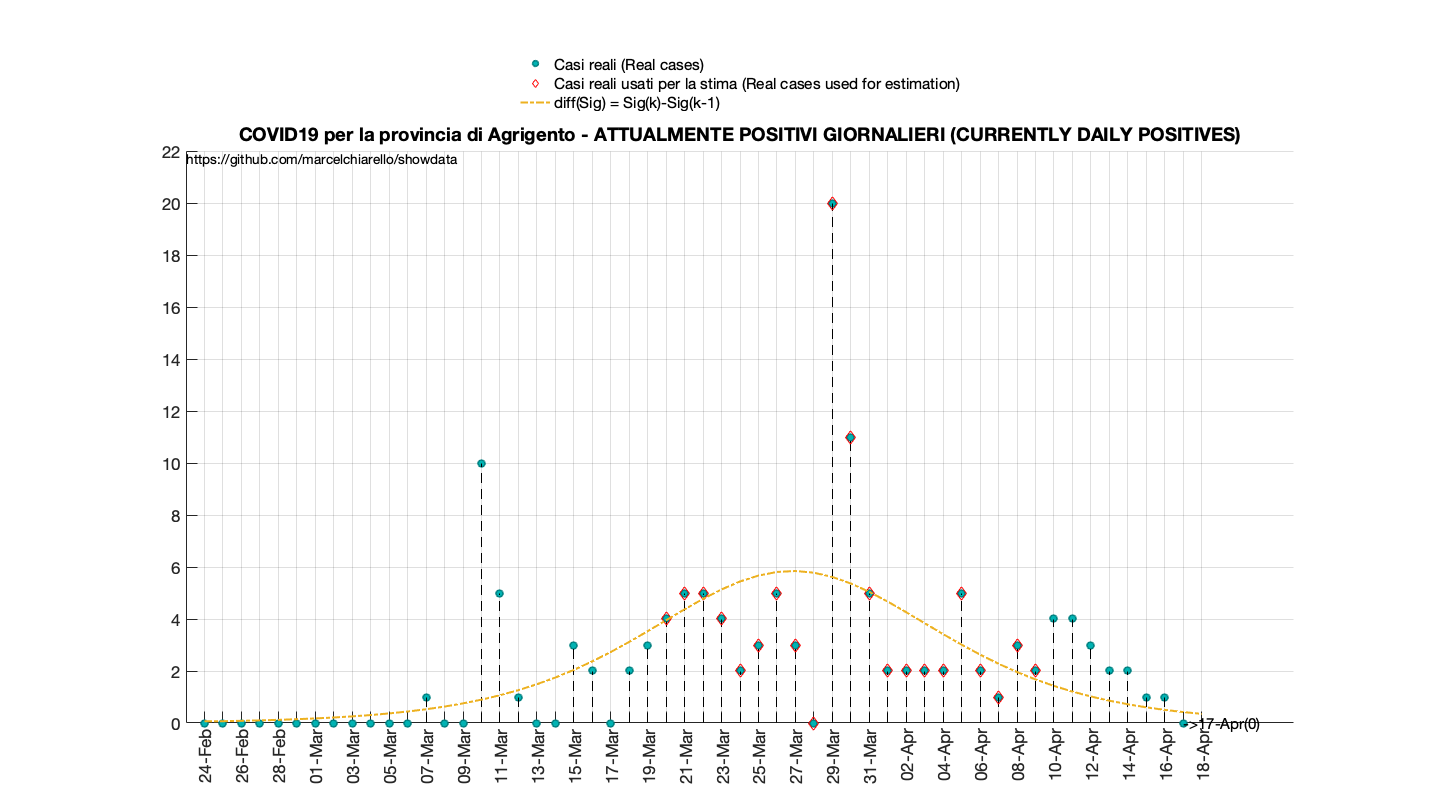 Casi reali (Real cases)
Casi reali usati per la stima (Real cases used for estimation)
diff(Sig) = Sig(k)-Sig(k-1)
COVID19 per la provincia di Agrigento - ATTUALMENTE POSITIVI GIORNALIERI (CURRENTLY DAILY POSITIVES)
https://github.com/marcelchiarello/showdata
22
20
18
16
14
12
10
8
6
4
2
0
->17-Apr(0)
24-Feb
26-Feb
28-Feb
01-Mar
03-Mar
05-Mar
07-Mar
09-Mar
11-Mar
13-Mar
15-Mar
17-Mar
19-Mar
21-Mar
23-Mar
25-Mar
27-Mar
29-Mar
31-Mar
02-Apr
04-Apr
06-Apr
08-Apr
10-Apr
12-Apr
14-Apr
16-Apr
18-Apr